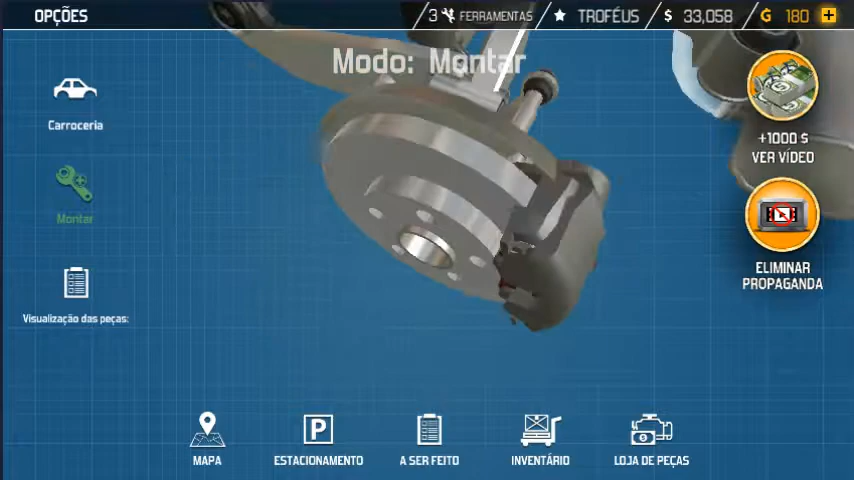 OPÇÕES
3 FERRAMENTAS
TROFÉUS
$ 33,058
G 180 +
Modo: Montar
Carroceria
Montar
Visualização das peças:
+1000 $
VER VÍDEO
ELIMINAR
PROPAGANDA
MAPA
P
ESTACIONAMENTO
A SER FEITO
INVENTÁRIO
LOJA DE PEÇAS